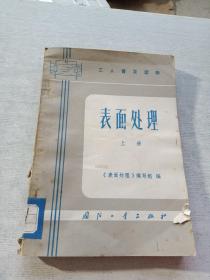 工人普及读物
表面处理
上册
《表面处理》编写组 编
国防工业出版社